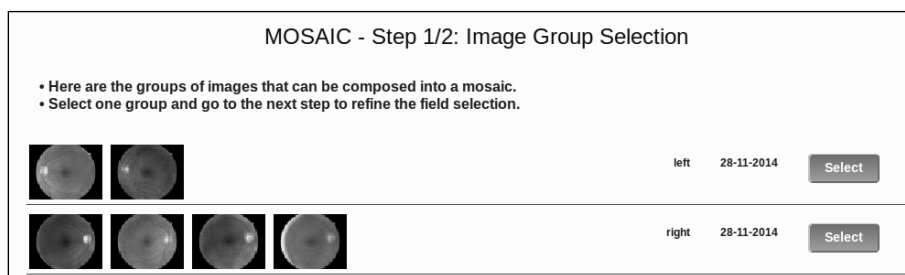 MOSAIC - Step 1/2: Image Group Selection
• Here are the groups of images that can be composed into a mosaic.
• Select one group and go to the next step to refine the field selection.
left 28-11-2014 Select
right 28-11-2014 Select